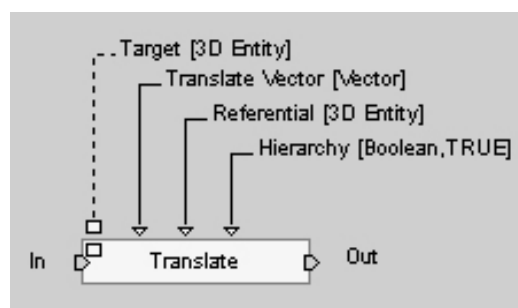 Target [3D Entity]
Translate Vector [Vector]
Referential [3D Entity]
Hierarchy [Boolean,TRUE]
In Translate Out